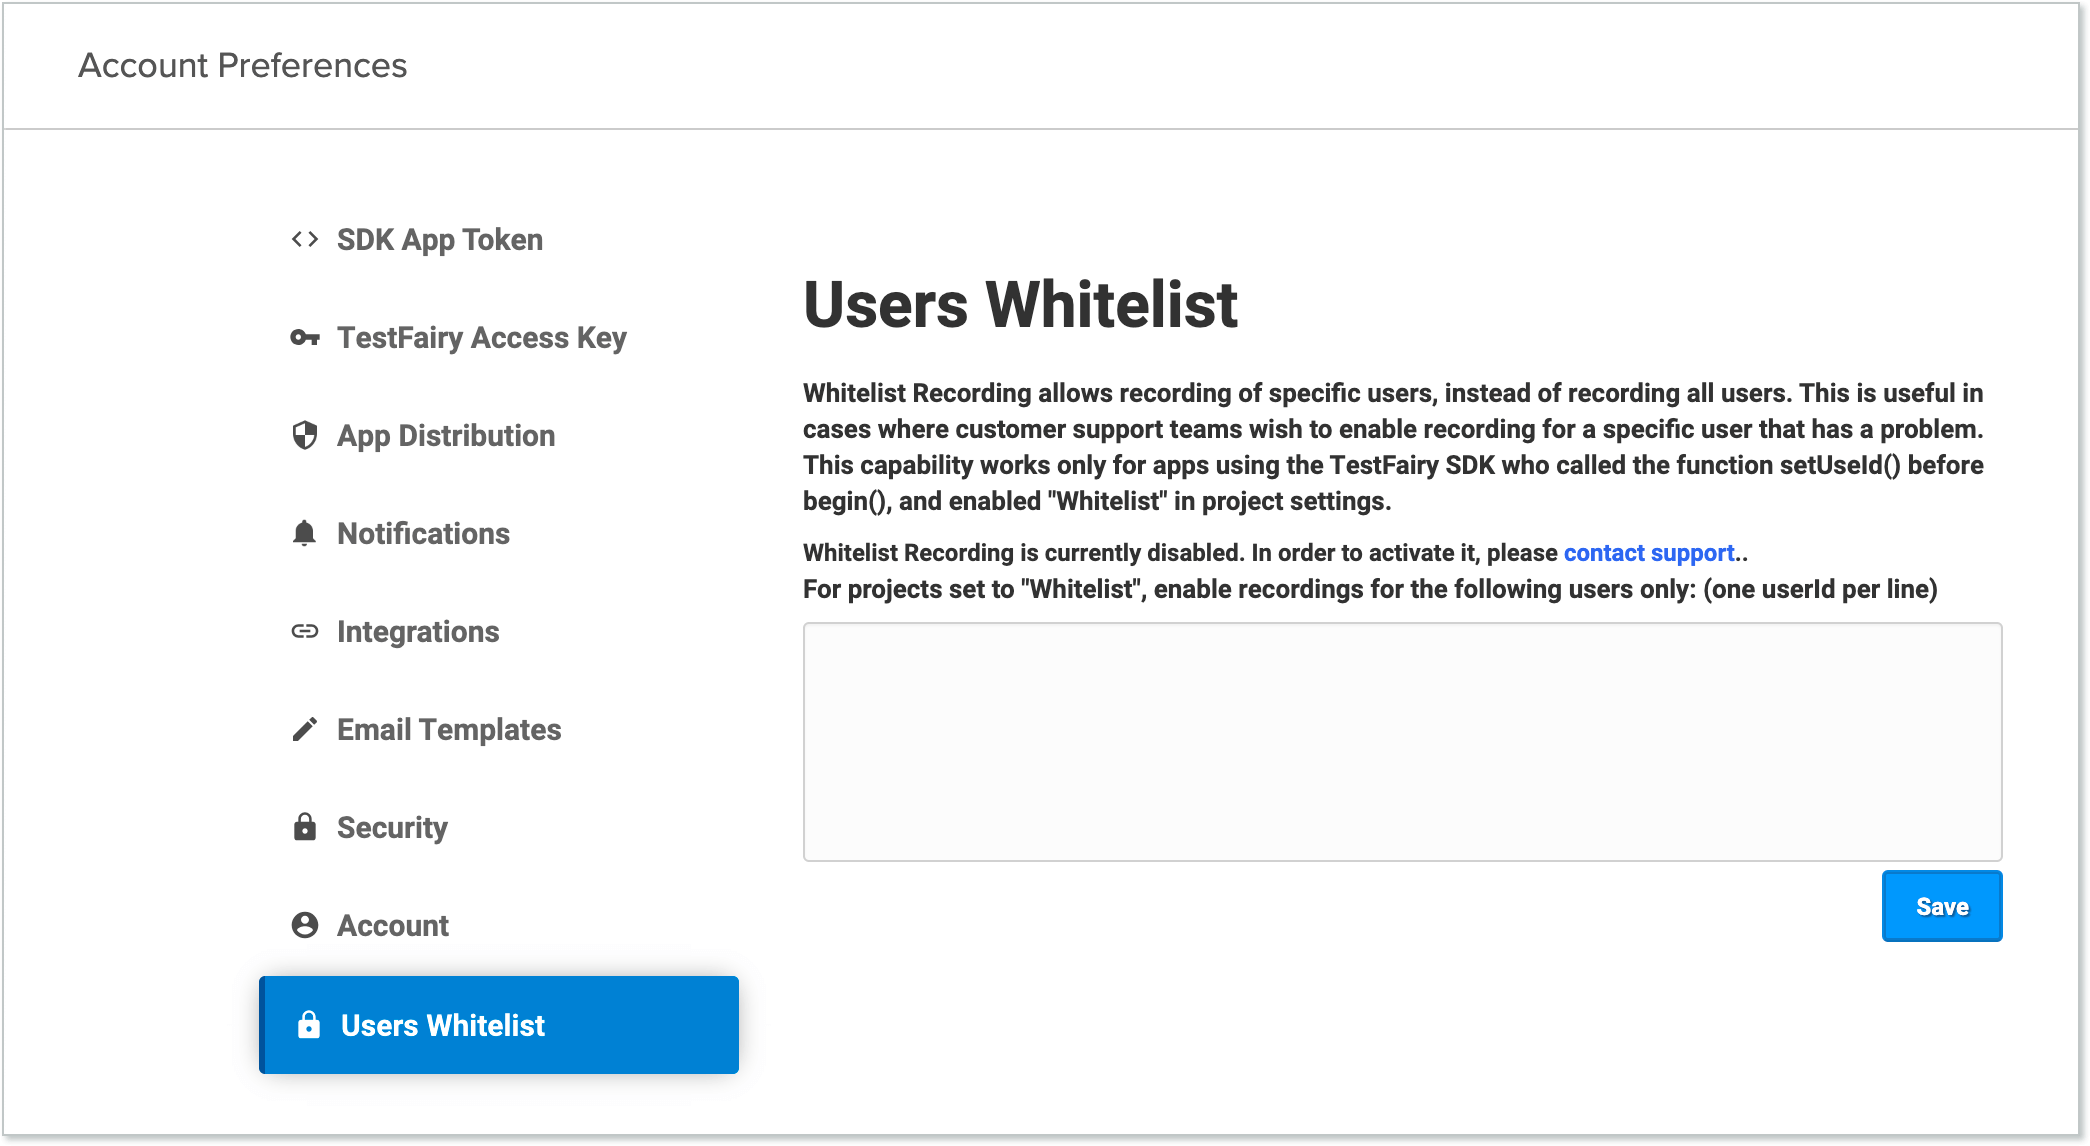 Account Preferences
SDK App Token
TestFairy Access Key
App Distribution
Notifications
Integrations
Email Templates
Security
Account
Users Whitelist
Users Whitelist
Whitelist Recording allows recording of specific users, instead of recording all users. This is useful in
cases where customer support teams wish to enable recording for a specific user that has a problem.
This capability works only for apps using the TestFairy SDK who called the function setUseId() before
begin(), and enabled "Whitelist" in project settings.
Whitelist Recording is currently disabled. In order to activate it, please contact support..
For projects set to "Whitelist", enable recordings for the following users only: (one userId per line)
Save